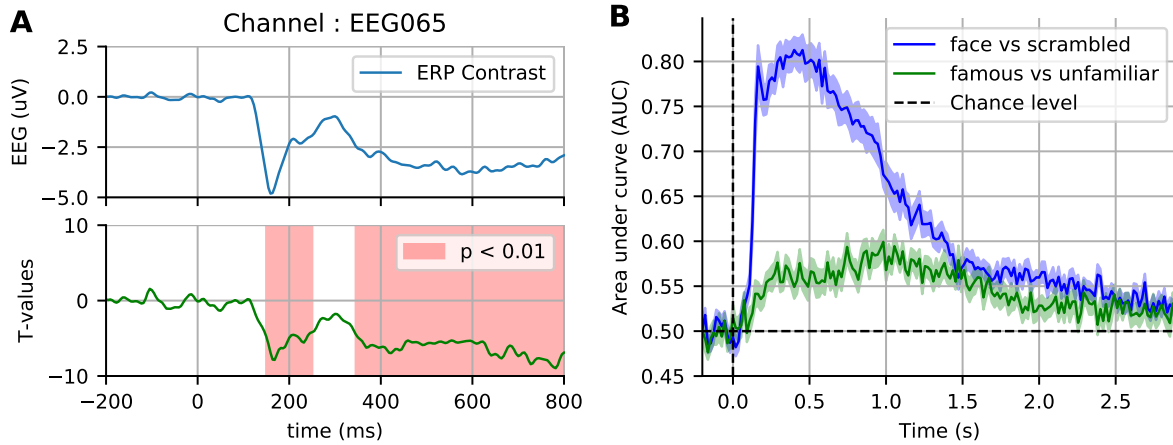 A
Channel : EEG065
EEG (uV)
2.5
0.0
−2.5
−5.0
ERP Contrast
T-values
10
0
−10
p < 0.01
−200
0
200
400
600
800
time (ms)
B
Area under curve (AUC)
0.80
0.75
0.70
0.65
0.60
0.55
0.50
0.45
face vs scrambled
famous vs unfamiliar
Chance level
0.0
0.5
1.0
1.5
2.0
2.5
Time (s)